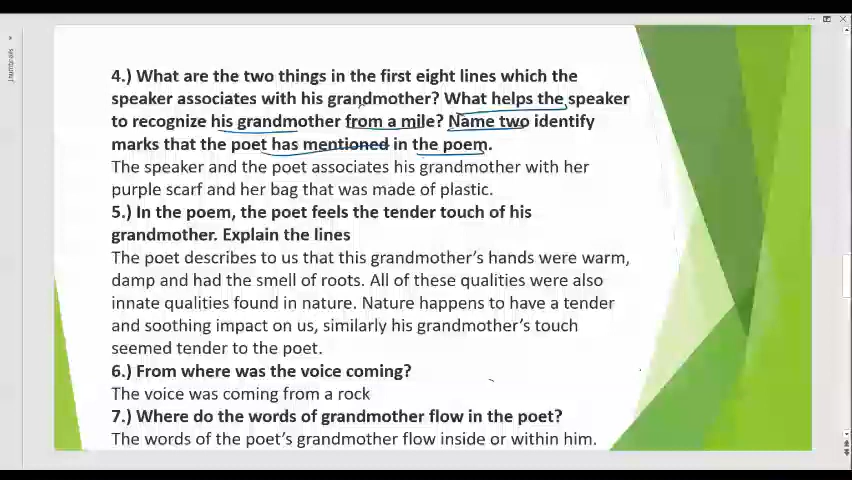 4.) What are the two things in the first eight lines which the
speaker associates with his grandmother? What helps the speaker
to recognize his grandmother from a mile? Name two identify
marks that the poet has mentioned in the poem.
The speaker and the poet associates his grandmother with her
purple scarf and her bag that was made of plastic.
5.) In the poem, the poet feels the tender touch of his
grandmother. Explain the lines
The poet describes to us that this grandmother's hands were warm,
damp and had the smell of roots. All of these qualities were also
innate qualities found in nature. Nature happens to have a tender
and soothing impact on us, similarly his grandmother's touch
seemed tender to the poet.
6.) From where was the voice coming?
The voice was coming from a rock
7.) Where do the words of grandmother flow in the poet?
The words of the poet's grandmother flow inside or within him.
Thumbnails